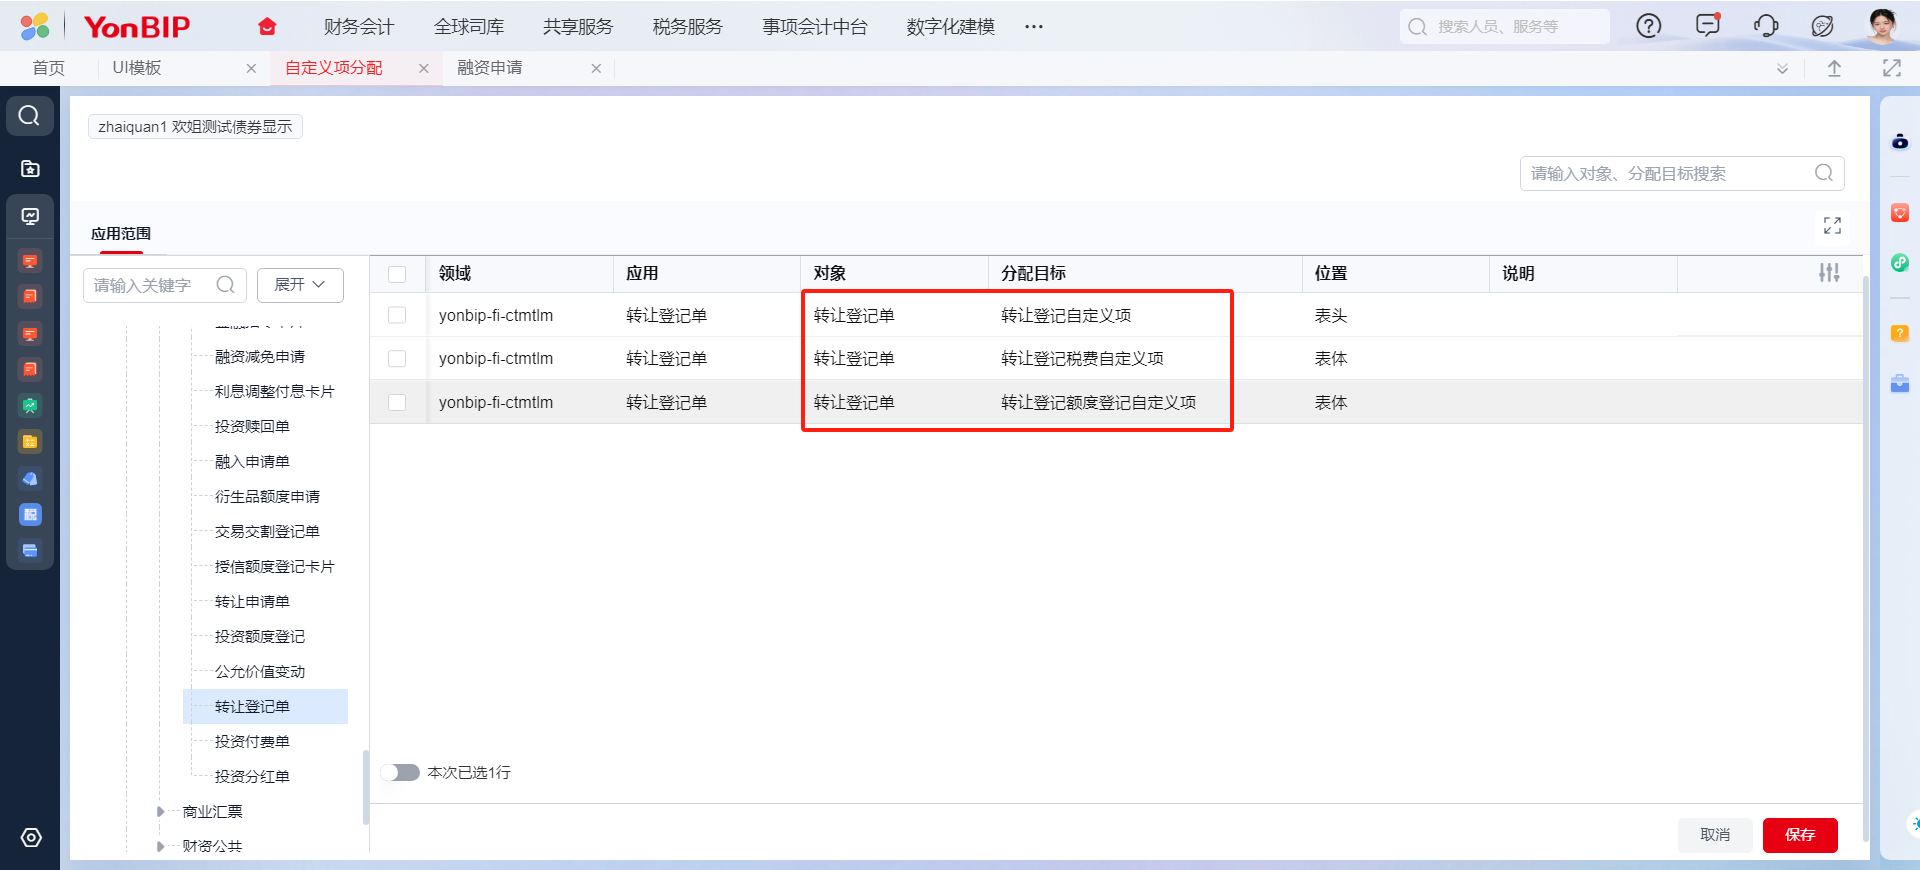 YonBIP 财务会计 全球司库 共享服务 税务服务 事项会计中台 数字化建模 ··· 搜索人员、服务等
首页 UI模板 自定义项分配 融资申请
zhaiquan1 欢姐测试债券显示
请输入对象、分配目标搜索
应用范围
请输入关键字 展开
领域 应用 对象 分配目标 位置 说明
yonbip-fi-ctmtlm 转让登记单 转让登记单 转让登记自定义项 表头
yonbip-fi-ctmtlm 转让登记单 转让登记单 转让登记税费自定义项 表体
yonbip-fi-ctmtlm 转让登记单 转让登记单 转让登记额度登记自定义项 表体
融资减免申请
利息调整付息卡片
投资赎回单
融入申请单
衍生品额度申请
交易交割登记单
授信额度登记卡片
转让申请单
投资额度登记
公允价值变动
转让登记单
投资付费单
投资分红单
商业汇票
财资公共
本次已选1行
取消 保存